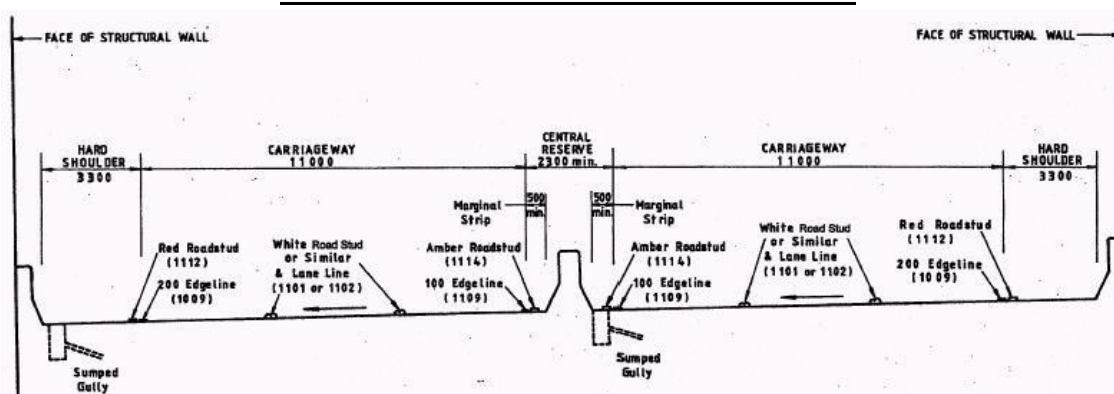 FACE OF STRUCTURAL WALL
FACE OF STRUCTURAL WALL
HARD
SHOULDER
3300
CARRIAGEWAY
11000
CENTRAL
RESERVE
2300 min.
CARRIAGEWAY
11000
HARD
SHOULDER
3300
Marginal
Strip
500
min.
500
min.
Marginal
Strip
Red Roadstud
(1112)
200 Edgeline
(1009)
White Road Stud
or Similar
& Lane Line
(1101 or 1102)
Amber Roadstud
(1114)
100 Edgeline
(1109)
Amber Roadstud
(1114)
100 Edgeline
(1109)
White Road Stud
or Similar
& Lane Line
(1101 or 1102)
Red Roadstud
(1112)
200 Edgeline
(1009)
Sumped
Gully
Sumped
Gully